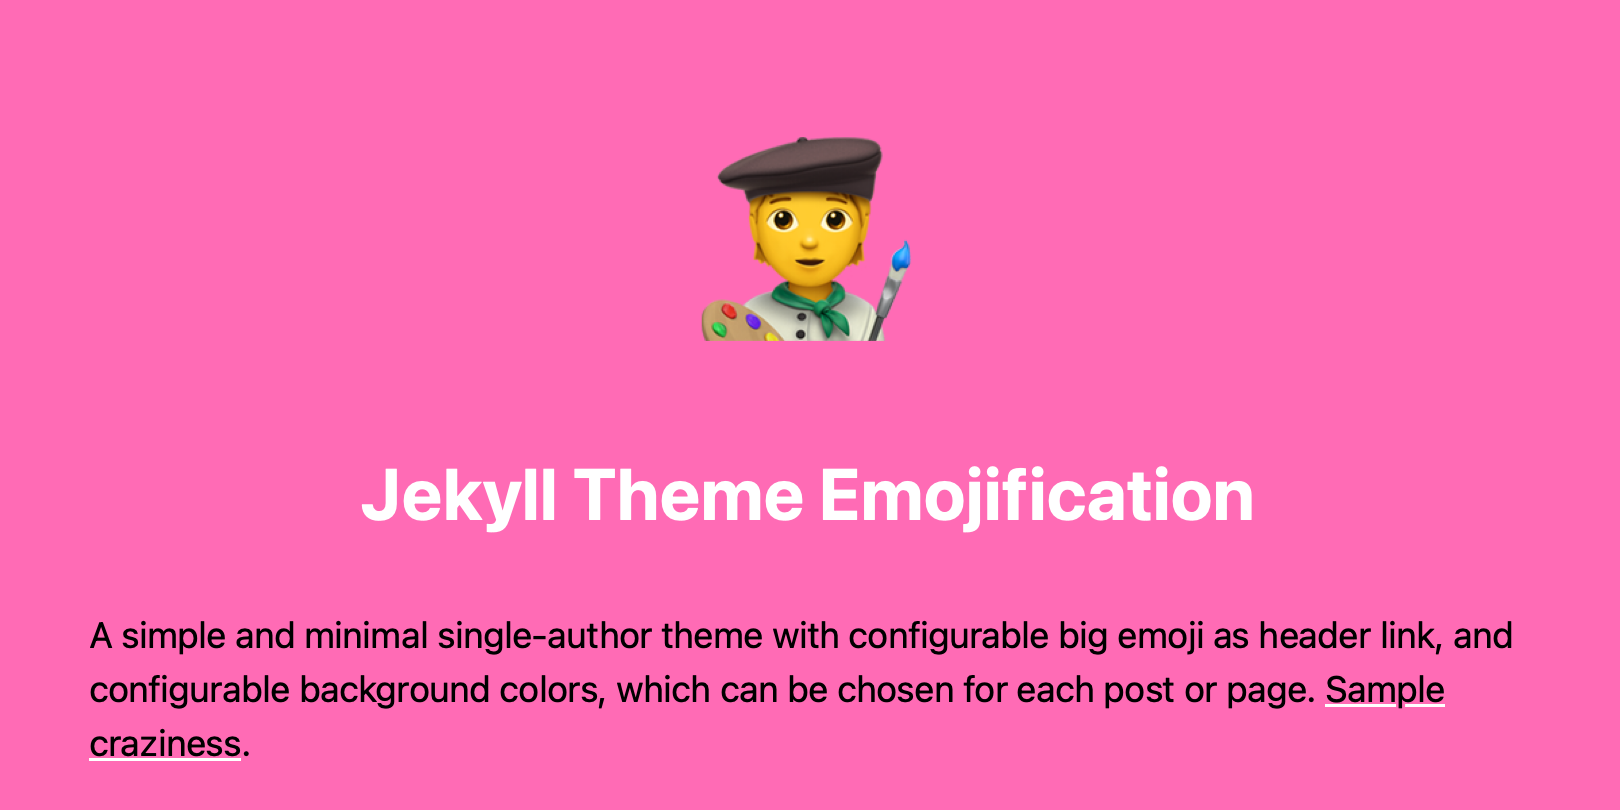 Jekyll Theme Emojification
A simple and minimal single-author theme with configurable big emoji as header link, and
configurable background colors, which can be chosen for each post or page. Sample
craziness.